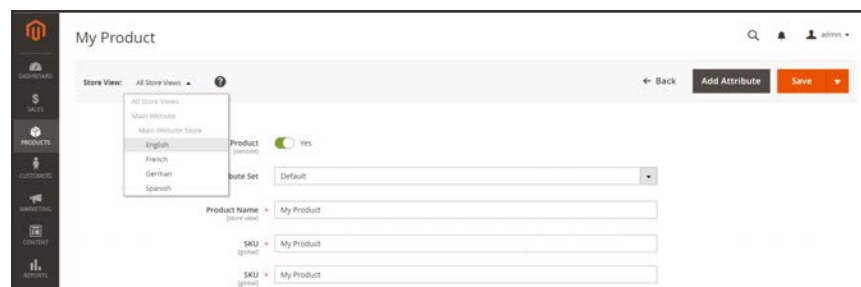 My Product
admin
DASHBOARD
Store View: All Store Views
Back
Add Attribute
Save
SALES
All Store Views
Main Website
Main Website Store
English
French
German
Spanish
PRODUCTS
Product
Yes
[website]
CUSTOMERS
bute Set
Default
MARKETING
Product Name * My Product
[store view]
CONTENT
SKU * My Product
[global]
REPORTS
SKU * My Product
[global]